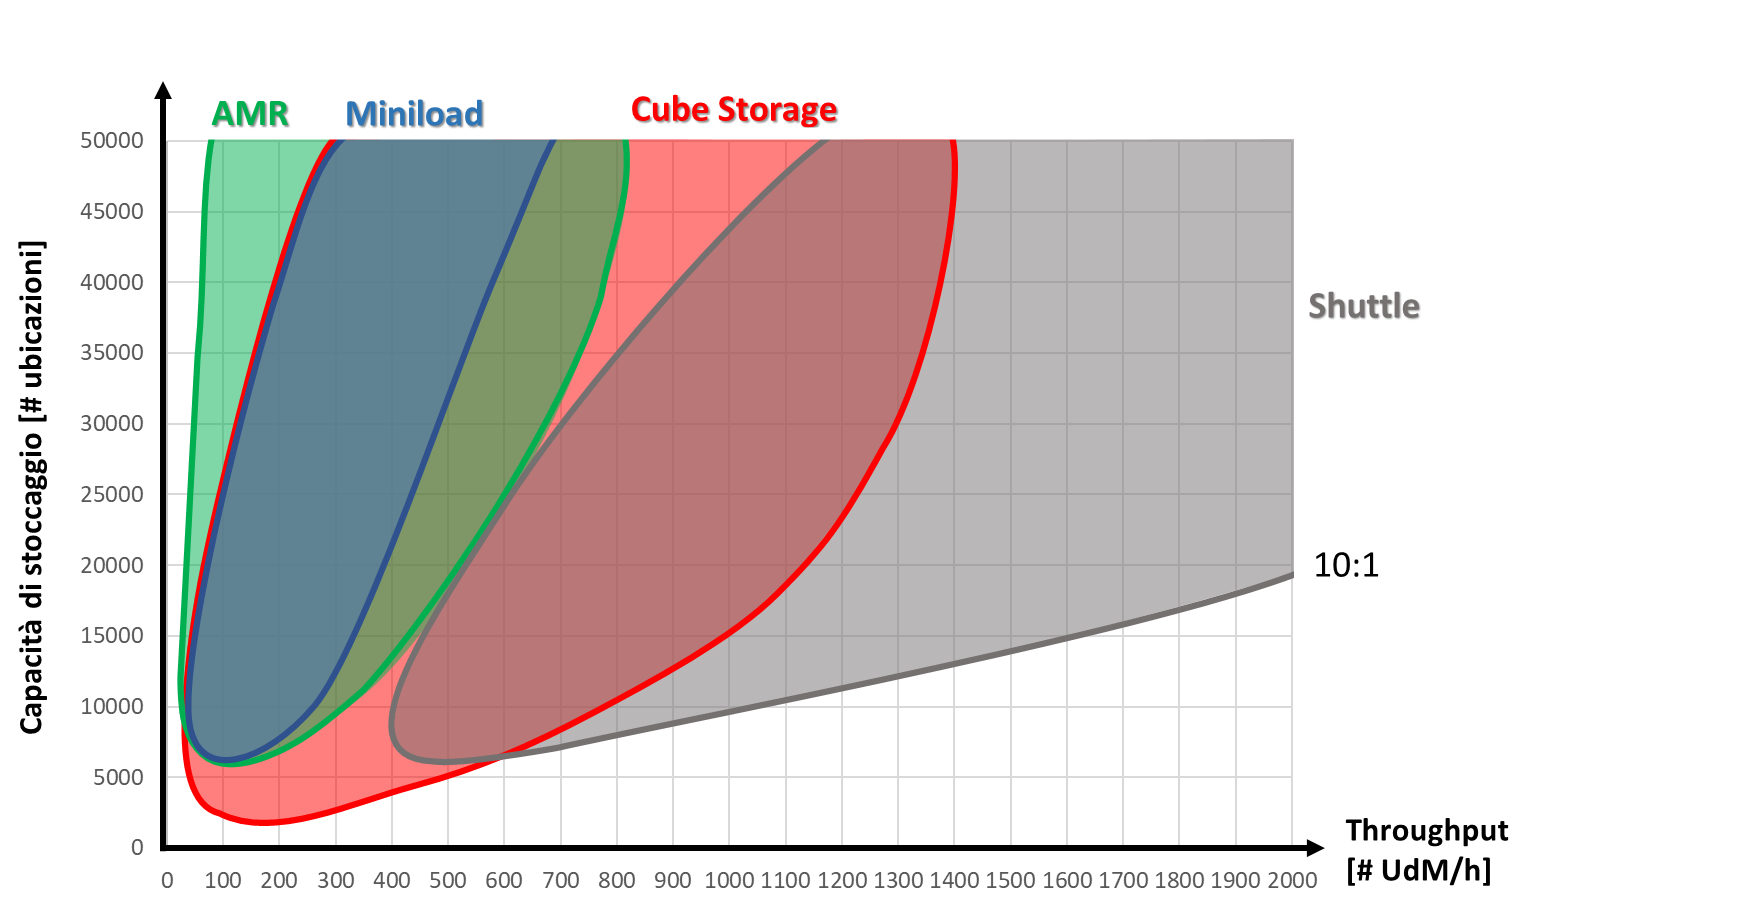 AMR
Miniload
Cube Storage
Shuttle
10:1
Capacità di stoccaggio [# ubicazioni]
50000
45000
40000
35000
30000
25000
20000
15000
10000
5000
0
0 100 200 300 400 500 600 700 800 900 1000 1100 1200 1300 1400 1500 1600 1700 1800 1900 2000
Throughput
[# UdM/h]